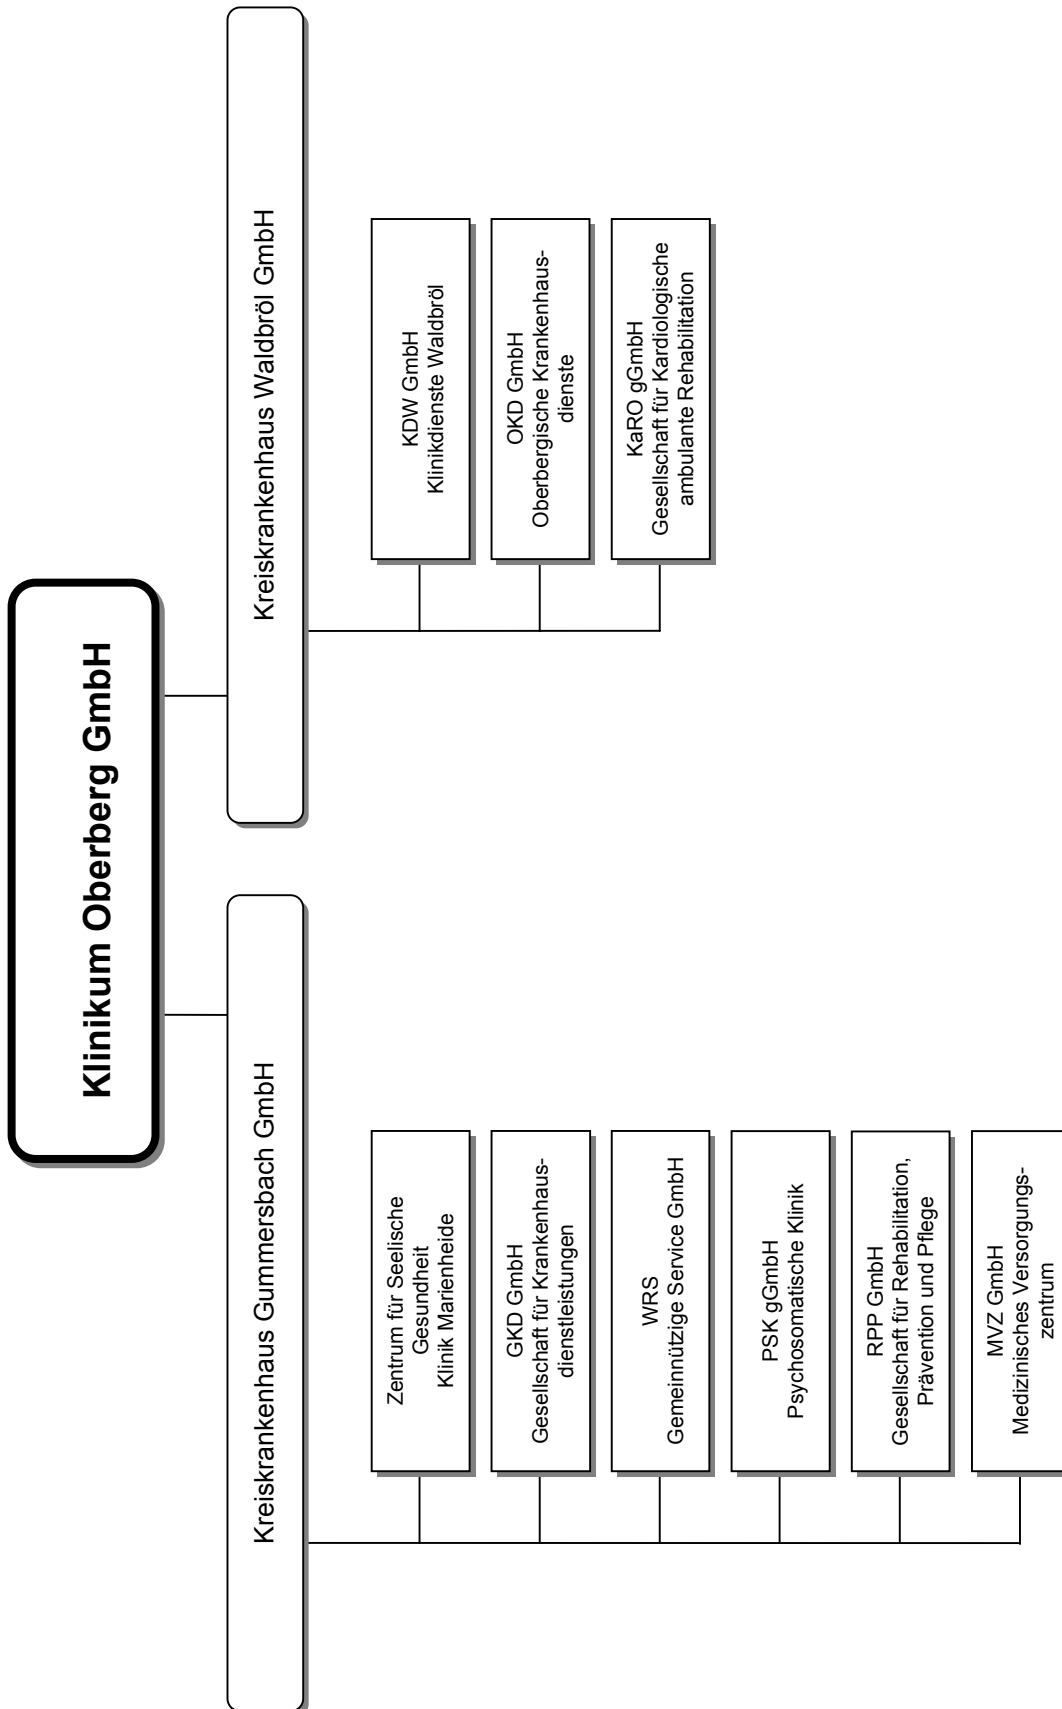 Klinikum Oberberg GmbH
Kreiskrankenhaus Gummersbach GmbH
Zentrum für Seelische
Gesundheit
Klinik Marienheide
GKD GmbH
Gesellschaft für Krankenhaus-
dienstleistungen
WRS
Gemeinnützige Service GmbH
PSK gGmbH
Psychosomatische Klinik
RPP GmbH
Gesellschaft für Rehabilitation,
Prävention und Pflege
MVZ GmbH
Medizinisches Versorgungs-
zentrum
Kreiskrankenhaus Waldbröl GmbH
KDW GmbH
Klinikdienste Waldbröl
OKD GmbH
Oberbergische Krankenhaus-
dienste
KaRO gGmbH
Gesellschaft für Kardiologische
ambulante Rehabilitation